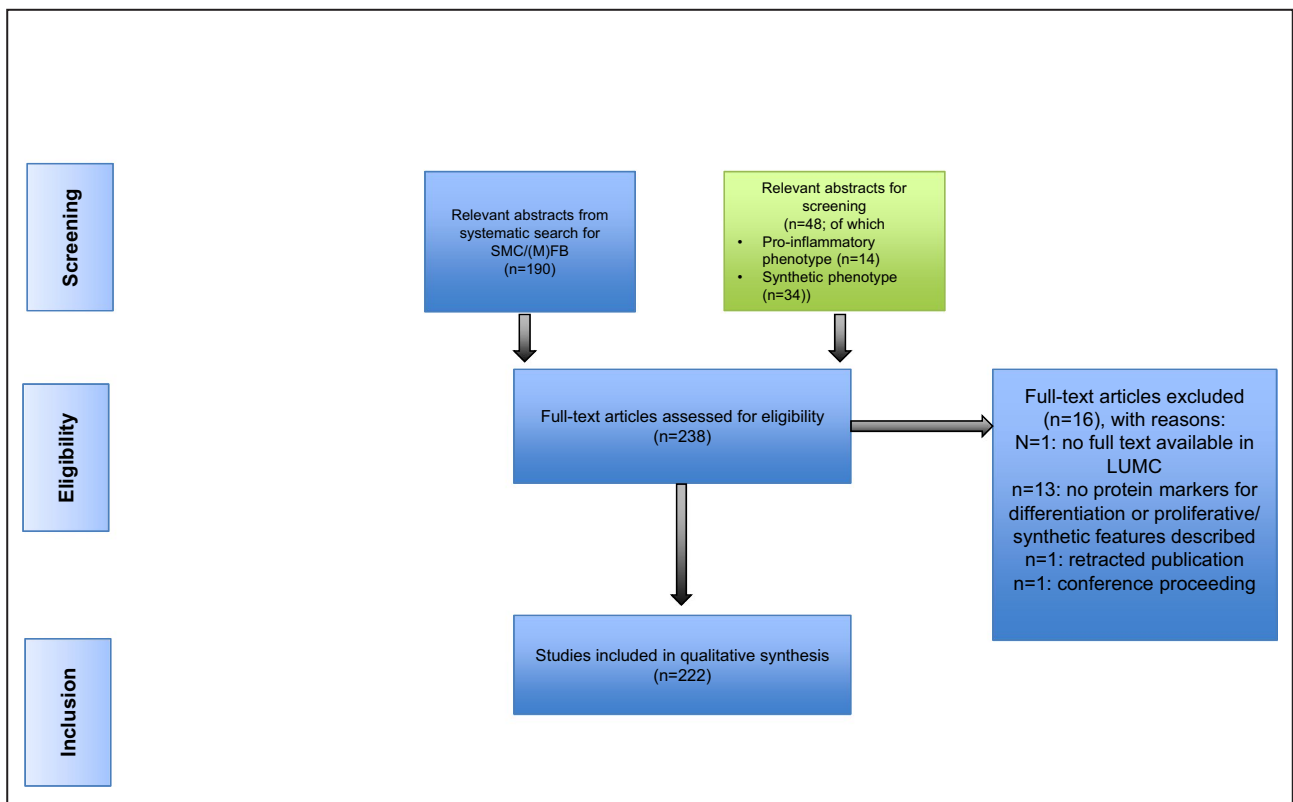 Screening
Relevant abstracts from
systematic search for
SMC/(M)FB
(n=190)
Relevant abstracts for
screening
(n=48; of which
• Pro-inflammatory
phenotype (n=14)
• Synthetic phenotype
(n=34))
Eligibility
Full-text articles assessed for eligibility
(n=238)
Full-text articles excluded
(n=16), with reasons:
N=1: no full text available in
LUMC
n=13: no protein markers for
differentiation or proliferative/
synthetic features described
n=1: retracted publication
n=1: conference proceeding
Inclusion
Studies included in qualitative synthesis
(n=222)